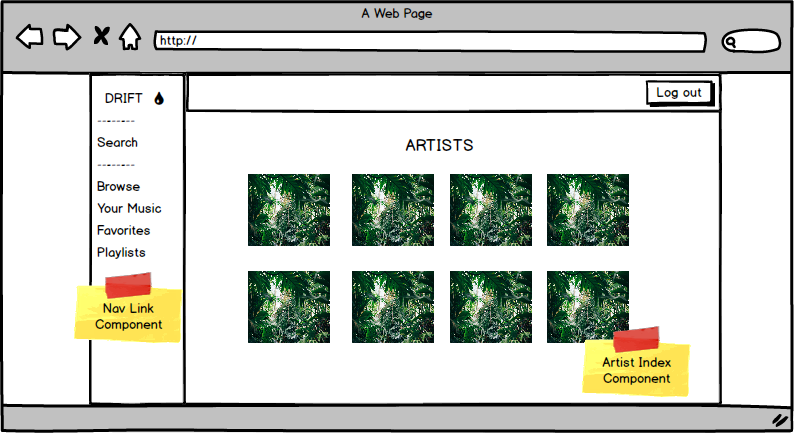 A Web Page
http://
Log out
DRIFT
--------
Search
--------
Browse
Your Music
Favorites
Playlists
Nav Link
Component
ARTISTS
Artist Index
Component